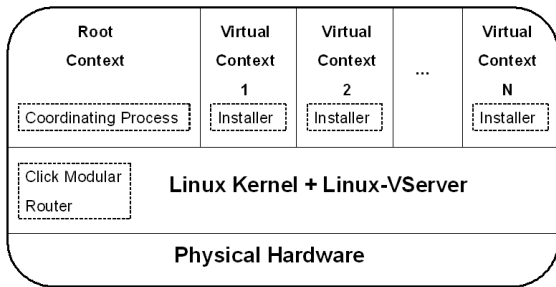 Root
Context
Coordinating Process
Virtual
Context
1
Installer
Virtual
Context
2
Installer
...
Virtual
Context
N
Installer
Click Modular
Router
Linux Kernel + Linux-VServer
Physical Hardware